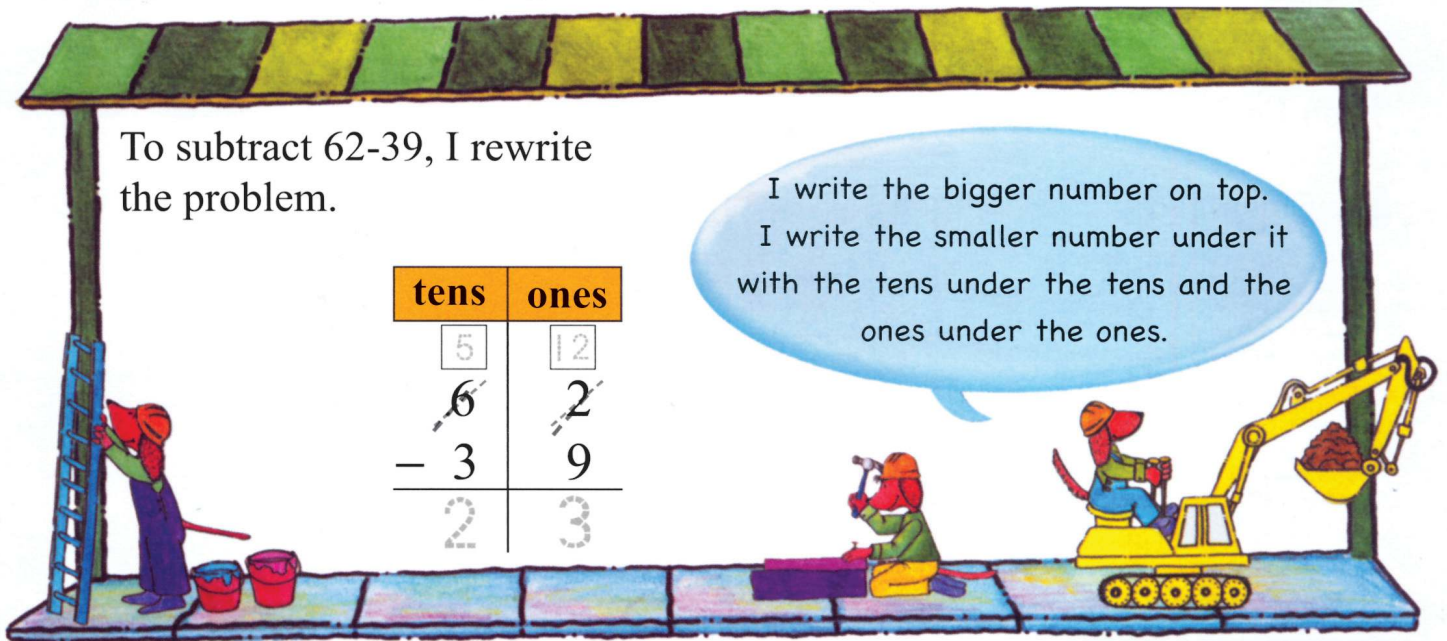 To subtract 62-39, I rewrite
the problem.
I write the bigger number on top.
I write the smaller number under it
with the tens under the tens and the
ones under the ones.
tens ones
5 12
6 2
– 3 9
2 3